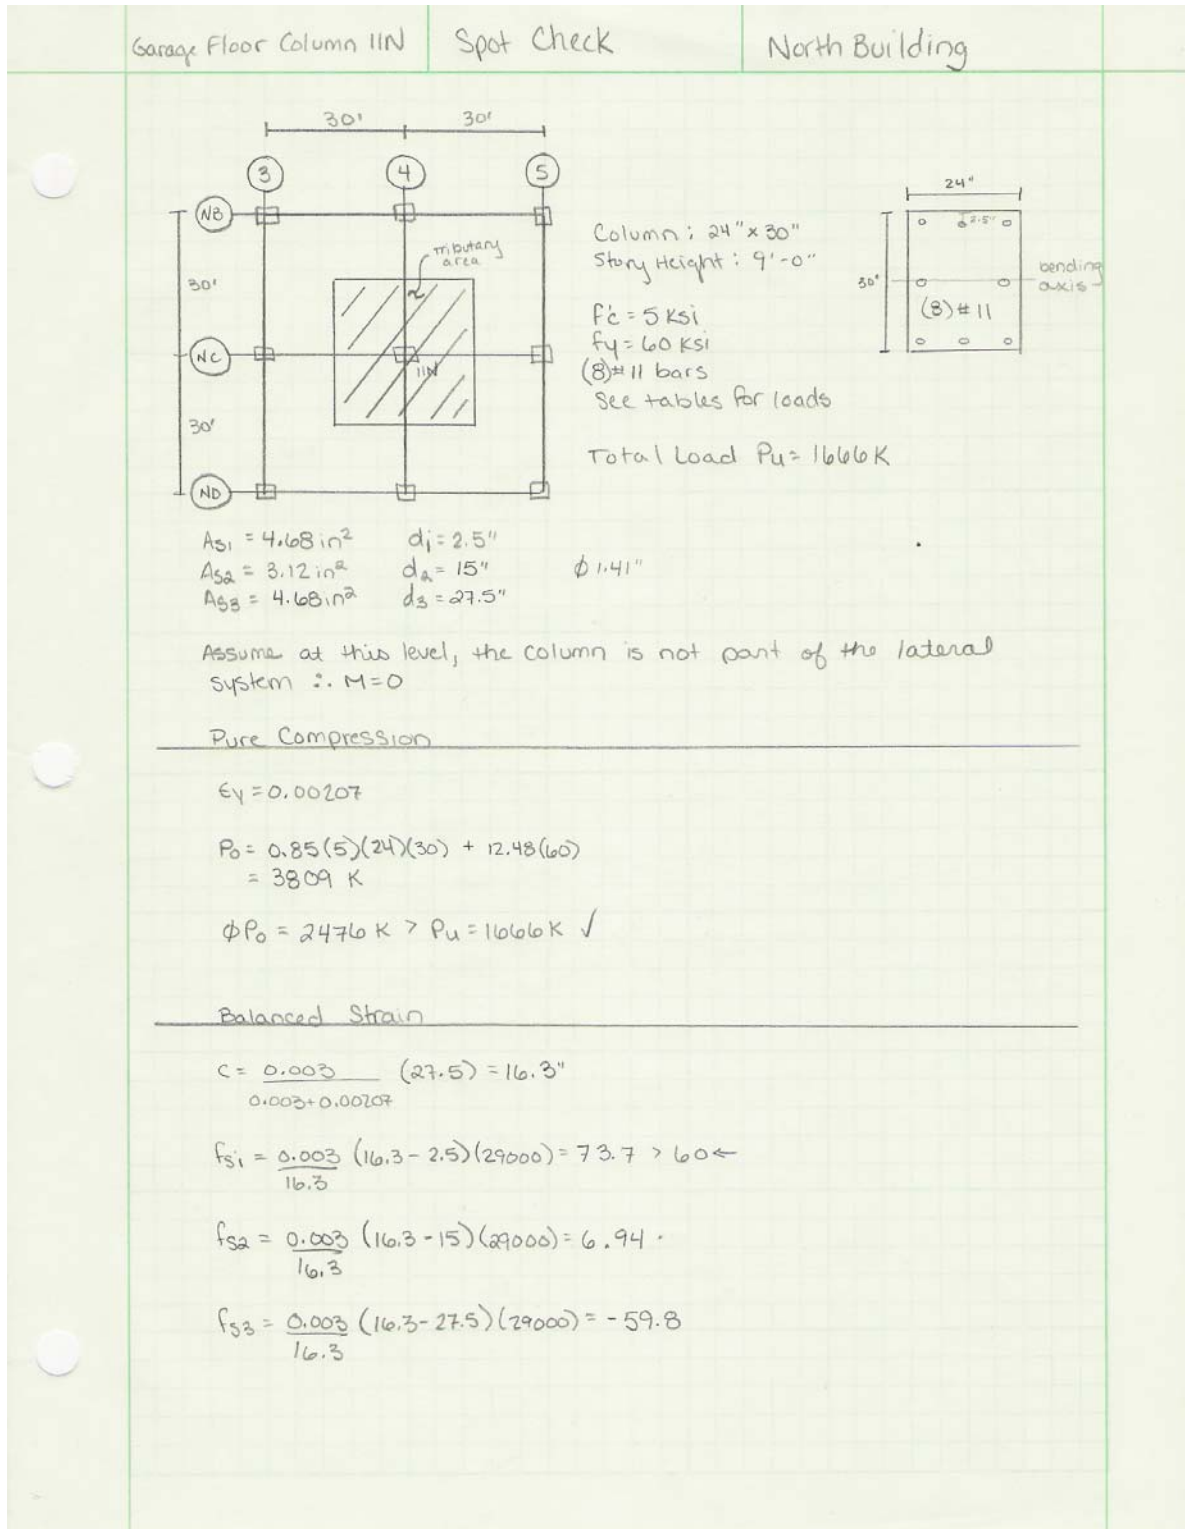 Garage Floor Column 11N
Spot Check
North Building
30' 30'
3 4 5
NB
NC
ND
30'
30'
Tributary
area
11N
Column : 24" x 30"
Story Height : 9'-0"
f'c = 5 ksi
fy = 60 ksi
(8)#11 bars
See tables for loads
Total Load Pu = 1666 K
24"
2.5"
30"
bending
axis
(8) # 11
As1 = 4.68 in² d1 = 2.5"
As2 = 3.12 in² d2 = 15" ϕ 1.41"
As3 = 4.68 in² d3 = 27.5"
Assume at this level, the column is not part of the lateral
system ∴ M = 0
Pure Compression
εy = 0.00207
Po = 0.85(5)(24)(30) + 12.48(60)
= 3809 K
ϕPo = 2476 K > Pu = 1666 K ✓
Balanced Strain
c = 0.003 (27.5) = 16.3"
0.003+0.00207
fs1 = 0.003 (16.3 - 2.5)(29000) = 73.7 > 60 ←
16.3
fs2 = 0.003 (16.3 - 15)(29000) = 6.94
16.3
fs3 = 0.003 (16.3 - 27.5)(29000) = -59.8
16.3